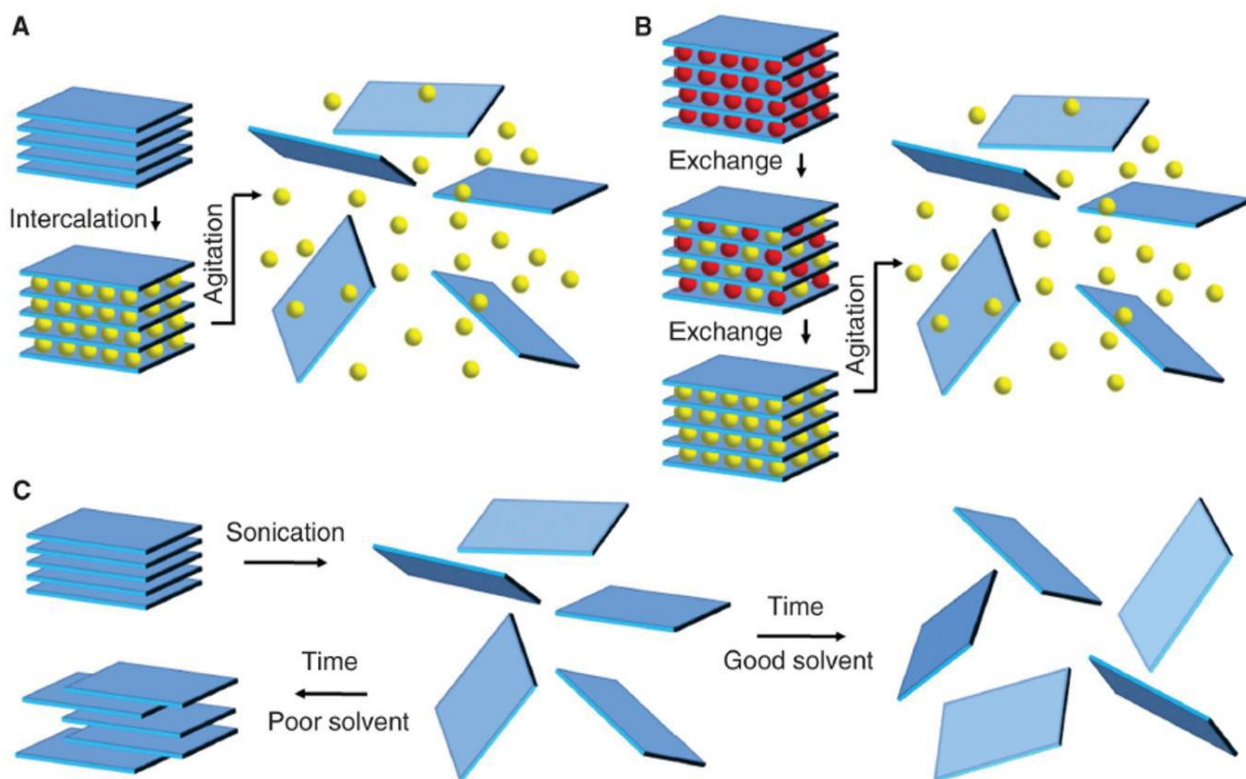 A
Intercalation
Agitation
B
Exchange
Exchange
Agitation
C
Sonication
Time
Poor solvent
Time
Good solvent